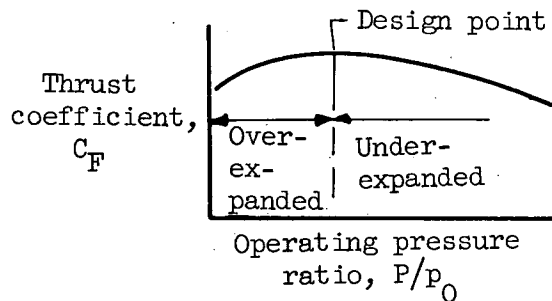 Design point
Thrust
coefficient,
C_F
Over-
ex-
panded
Under-
expanded
Operating pressure
ratio, P/p_0